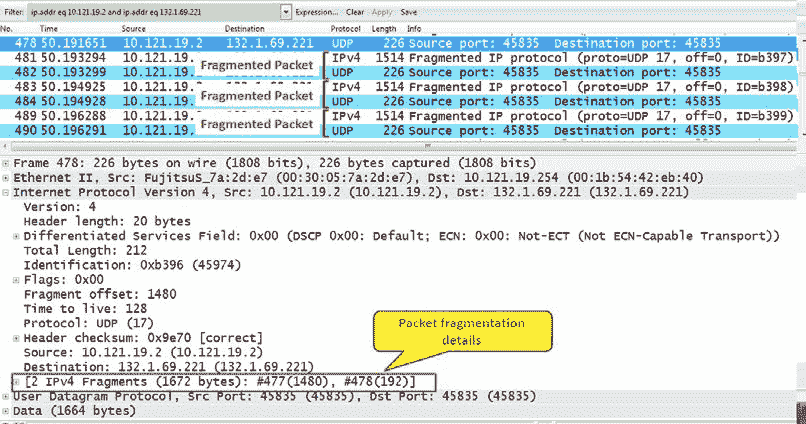 Filter: ip.addr eq 10.121.19.2 and ip.addr eq 132.1.69.221 Expression... Clear Apply Save
No. Time Source Destination Protocol Length Info
478 50.191651 10.121.19.2 132.1.69.221 UDP 226 Source port: 45835 Destination port: 45835
481 50.193294 10.121.19. Fragmented Packet IPv4 1514 Fragmented IP protocol (proto=UDP 17, off=0, ID=b397)
482 50.193299 10.121.19. UDP 226 Source port: 45835 Destination port: 45835
483 50.194925 10.121.19. Fragmented Packet IPv4 1514 Fragmented IP protocol (proto=UDP 17, off=0, ID=b398)
484 50.194928 10.121.19. UDP 226 Source port: 45835 Destination port: 45835
489 50.196288 10.121.19. Fragmented Packet IPv4 1514 Fragmented IP protocol (proto=UDP 17, off=0, ID=b399)
490 50.196291 10.121.19. UDP 226 Source port: 45835 Destination port: 45835
Frame 478: 226 bytes on wire (1808 bits), 226 bytes captured (1808 bits)
Ethernet II, Src: FujitsuS_7a:2d:e7 (00:30:05:7a:2d:e7), Dst: 10.121.19.254 (00:1b:54:42:eb:40)
Internet Protocol Version 4, Src: 10.121.19.2 (10.121.19.2), Dst: 132.1.69.221 (132.1.69.221)
Version: 4
Header length: 20 bytes
Differentiated Services Field: 0x00 (DSCP 0x00: Default; ECN: 0x00: Not-ECT (Not ECN-Capable Transport))
Total Length: 212
Identification: 0xb396 (45974)
Flags: 0x00
Fragment offset: 1480
Time to live: 128
Protocol: UDP (17)
Header checksum: 0x9e70 [correct]
Source: 10.121.19.2 (10.121.19.2)
Destination: 132.1.69.221 (132.1.69.221)
Packet fragmentation
details
[2 IPv4 Fragments (1672 bytes): #477(1480), #478(192)]
User Datagram Protocol, Src Port: 45835 (45835), Dst Port: 45835 (45835)
Data (1664 bytes)